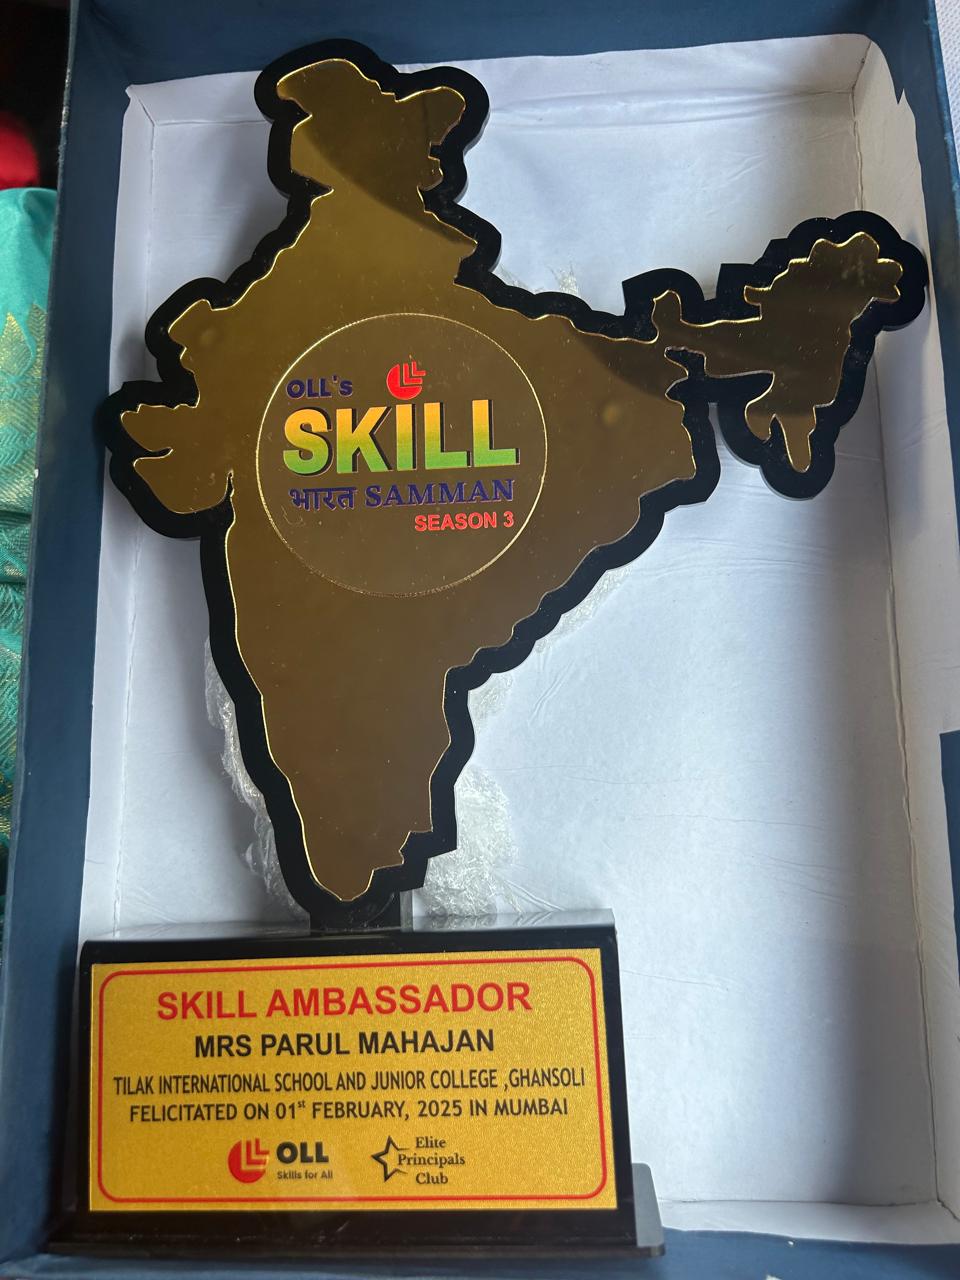 OLL's
SKILL
भारत SAMMAN
SEASON 3
SKILL AMBASSADOR
MRS PARUL MAHAJAN
TILAK INTERNATIONAL SCHOOL AND JUNIOR COLLEGE ,GHANSOLI
FELICITATED ON 01st FEBRUARY, 2025 IN MUMBAI
OLL
Skills for All
Elite
Principals
Club